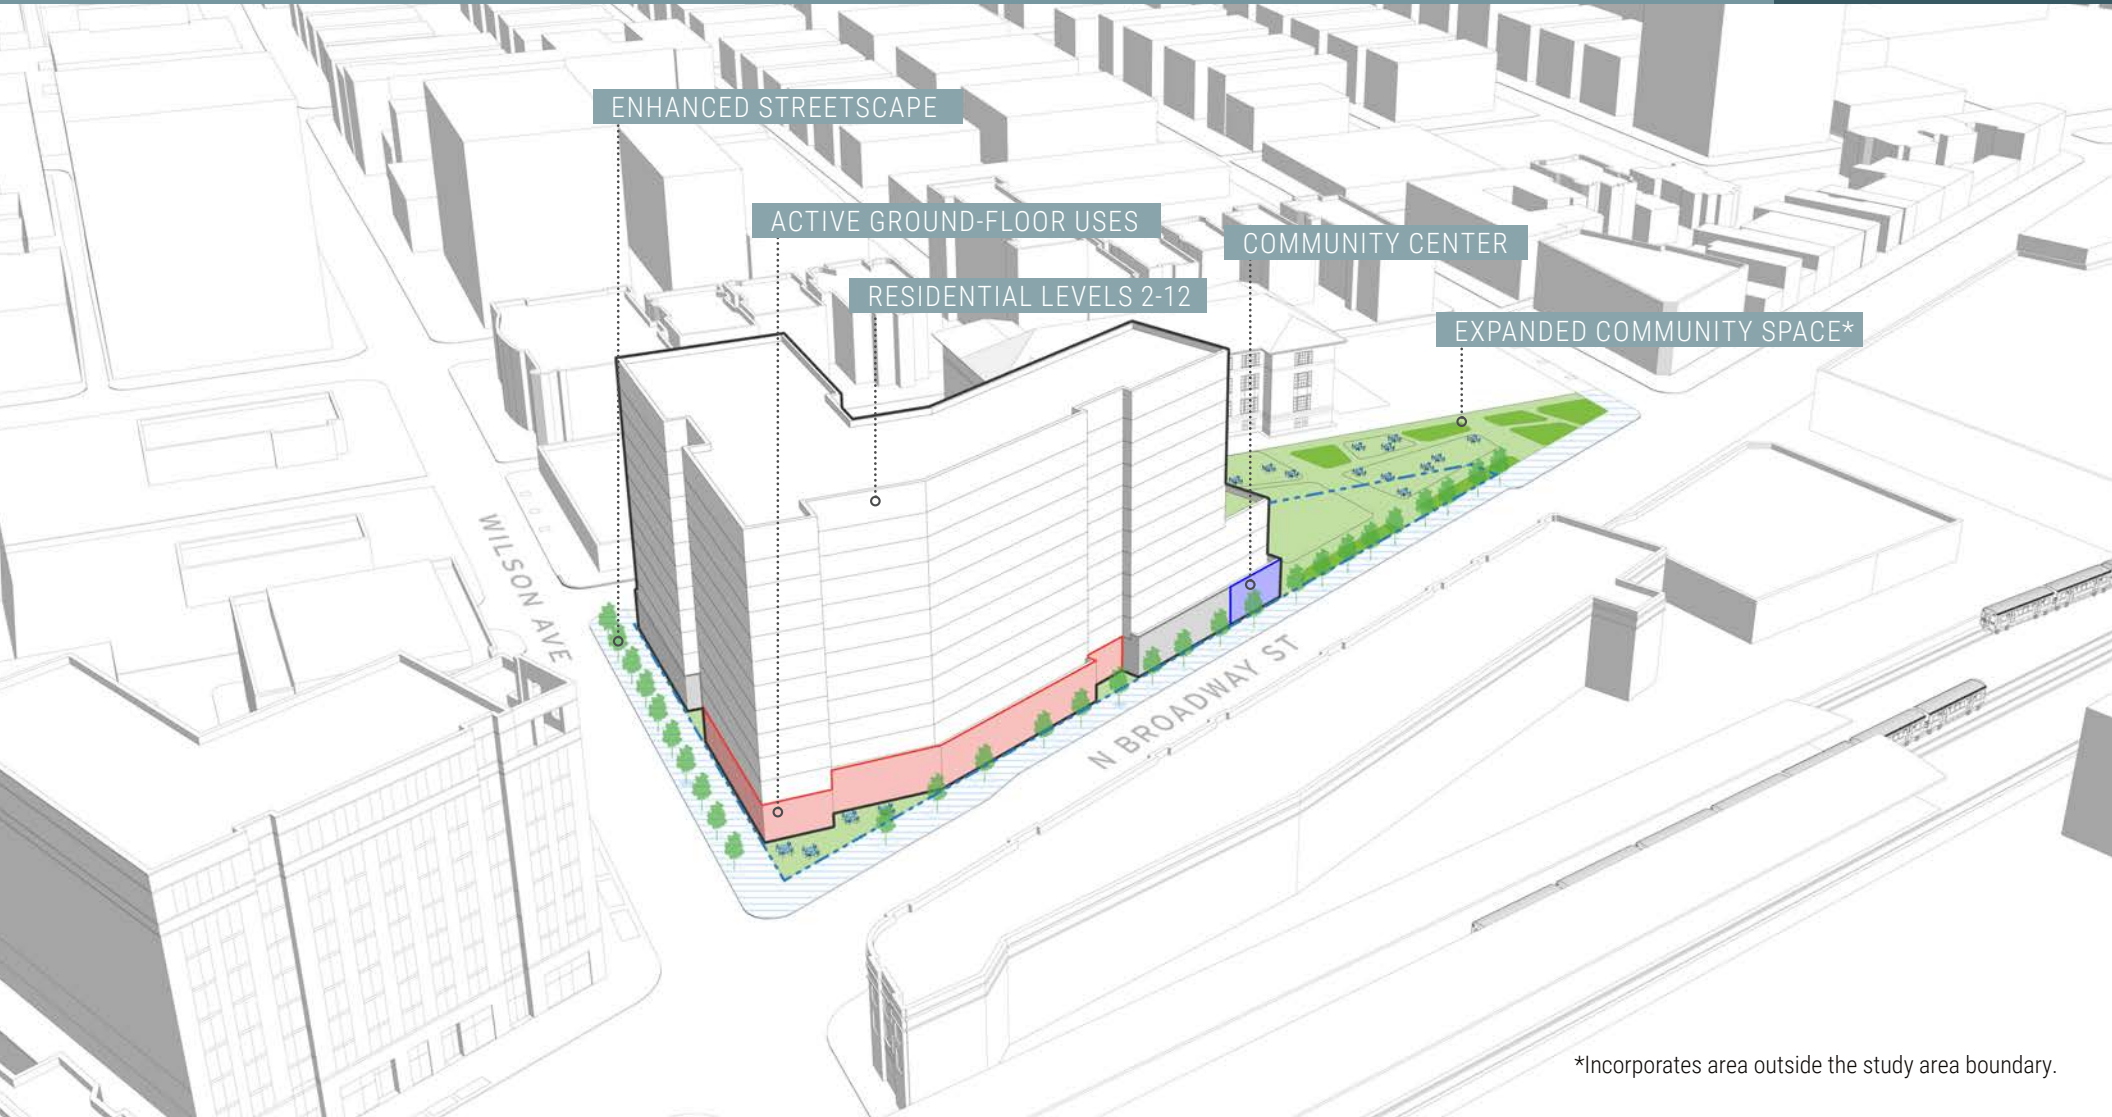 ENHANCED STREETSCAPE
ACTIVE GROUND-FLOOR USES
COMMUNITY CENTER
RESIDENTIAL LEVELS 2-12
EXPANDED COMMUNITY SPACE*
WILSON AVE
N BROADWAY ST
*Incorporates area outside the study area boundary.